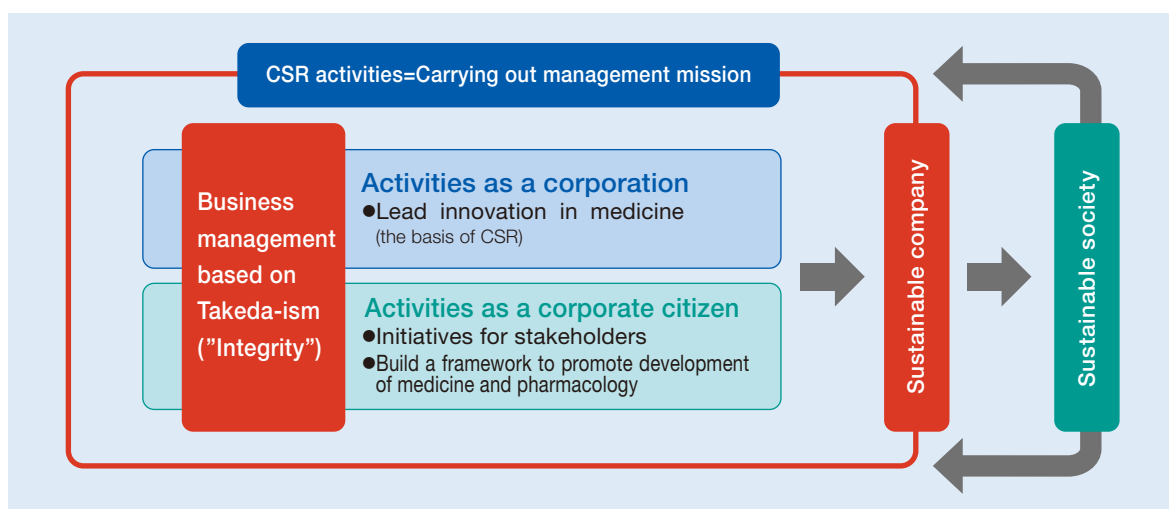 CSR activities=Carrying out management mission
Business
management
based on
Takeda-ism
(”Integrity”)
Activities as a corporation
●Lead innovation in medicine
(the basis of CSR)
Activities as a corporate citizen
●Initiatives for stakeholders
●Build a framework to promote development
of medicine and pharmacology
Sustainable company
Sustainable society